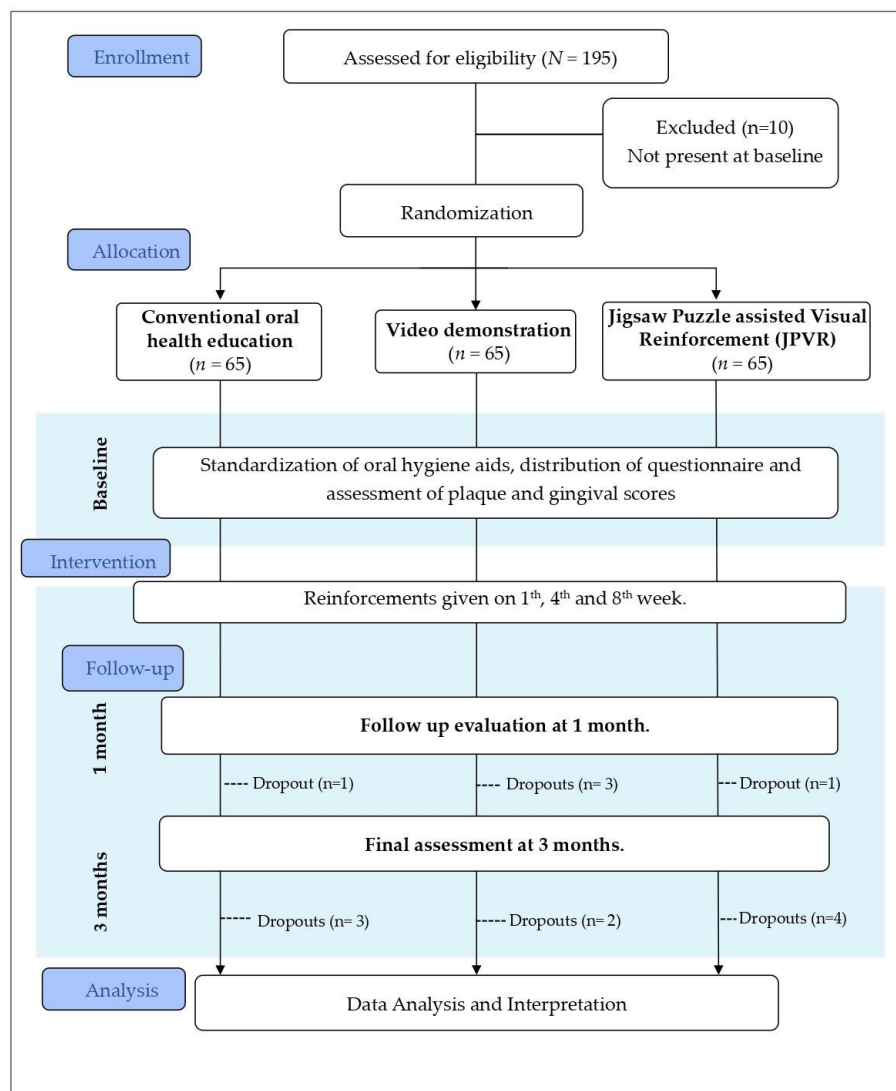 Enrollment
Assessed for eligibility (N = 195)
Excluded (n=10)
Not present at baseline
Randomization
Allocation
Conventional oral
health education
(n = 65)
Video demonstration
(n = 65)
Jigsaw Puzzle assisted Visual
Reinforcement (JPVR)
(n = 65)
Baseline
Standardization of oral hygiene aids, distribution of questionnaire and
assessment of plaque and gingival scores
Intervention
Reinforcements given on 1th, 4th and 8th week.
Follow-up
1 month
Follow up evaluation at 1 month.
Dropout (n=1)
Dropouts (n= 3)
Dropout (n=1)
3 months
Final assessment at 3 months.
Dropouts (n= 3)
Dropouts (n= 2)
Dropouts (n=4)
Analysis
Data Analysis and Interpretation